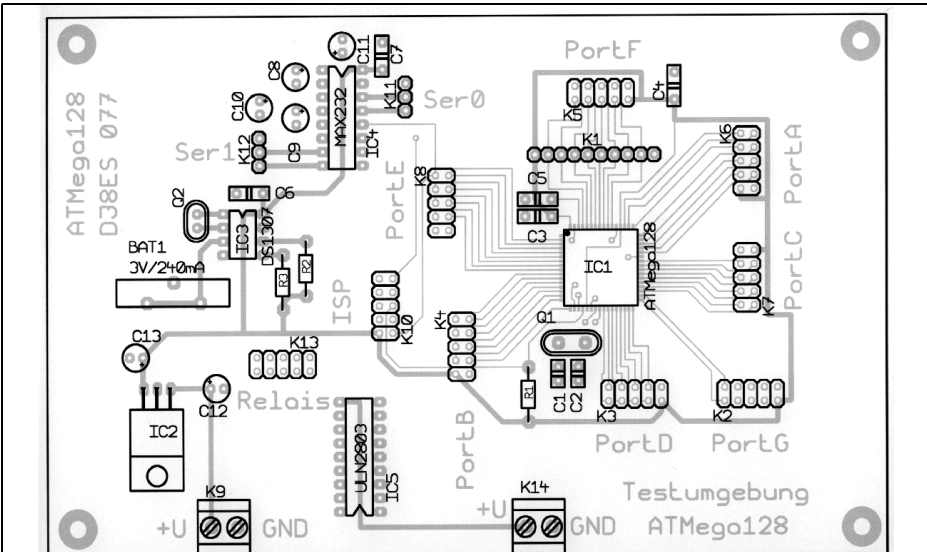 C11
C7
PortF
C8
C4
C10
MAX232
K11
Ser0
K5
ATMega128
DJ8ES 077
K12
Ser1
C9
IC4
K1
K6
PortA
PortE
K8
Q2
C6
C5
IC3
DS1307
C3
BAT1
3V/240mA
R3
R2
IC1
ATMega128
PortC
ISP
K7
K10
K4
Q1
C13
K13
R1
C1
C2
C12
Relais
K3
K2
IC2
ULN2803
PortB
PortD
PortG
IC5
K9
K14
Testumgebung
+U
GND
+U
GND
ATMega128